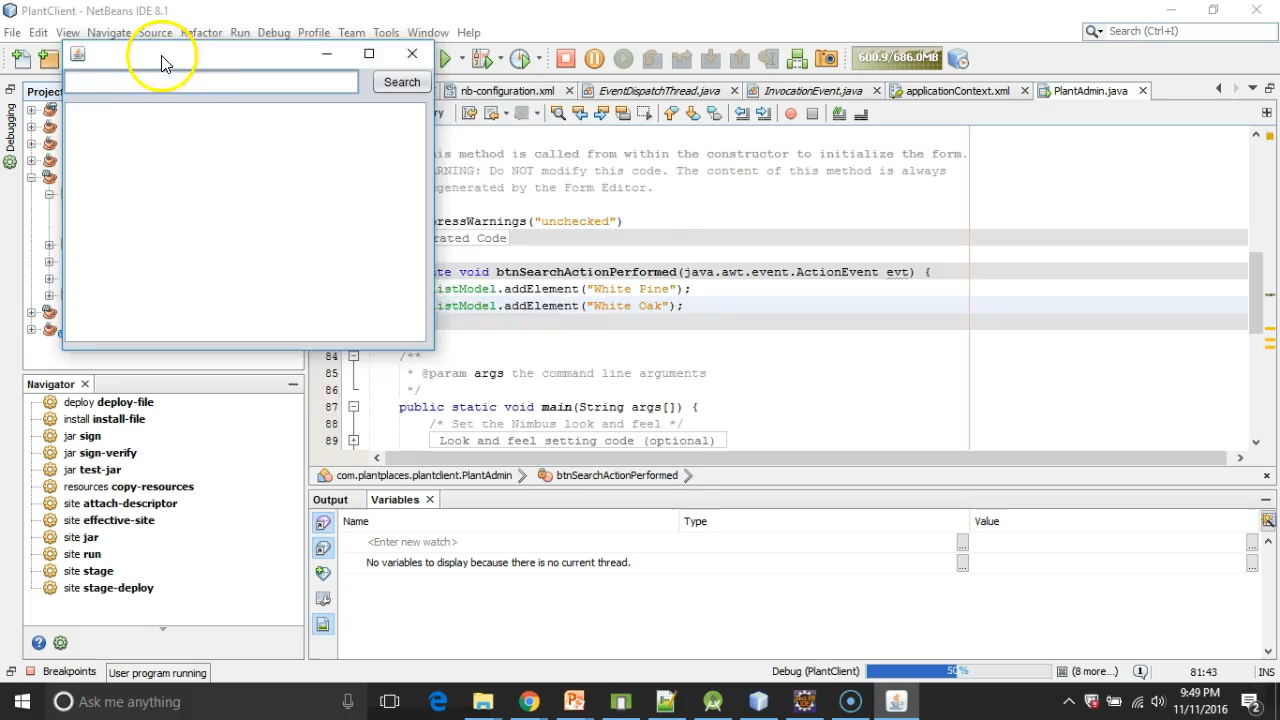 PlantClient - NetBeans IDE 8.1
File Edit View Navigate Source Refactor Run Debug Profile Team Tools Window Help
Search (Ctrl+I)
600.9/686.0MB
Search
Debugging
nb-configuration.xml EventDispatchThread.java InvocationEvent.java applicationContext.xml PlantAdmin.java
his method is called from within the constructor to initialize the form.
ARNING: Do NOT modify this code. The content of this method is always
egenerated by the Form Editor.
pressWarnings("unchecked")
rated Code
te void btnSearchActionPerformed(java.awt.event.ActionEvent evt) {
istModel.addElement("White Pine");
istModel.addElement("White Oak");
84 /**
85 * @param args the command line arguments
86 */
87 public static void main(String args[]) {
88 /* Set the Nimbus look and feel */
89 Look and feel setting code (optional)
com.plantplaces.plantclient.PlantAdmin btnSearchActionPerformed
Navigator
deploy deploy-file
install install-file
jar sign
jar sign-verify
jar test-jar
resources copy-resources
site attach-descriptor
site effective-site
site jar
site run
site stage
site stage-deploy
Output Variables
Name Type Value
<Enter new watch>
No variables to display because there is no current thread.
Breakpoints User program running
Debug (PlantClient) 50% (8 more...) 81:43 INS
Ask me anything
9:49 PM
11/11/2016